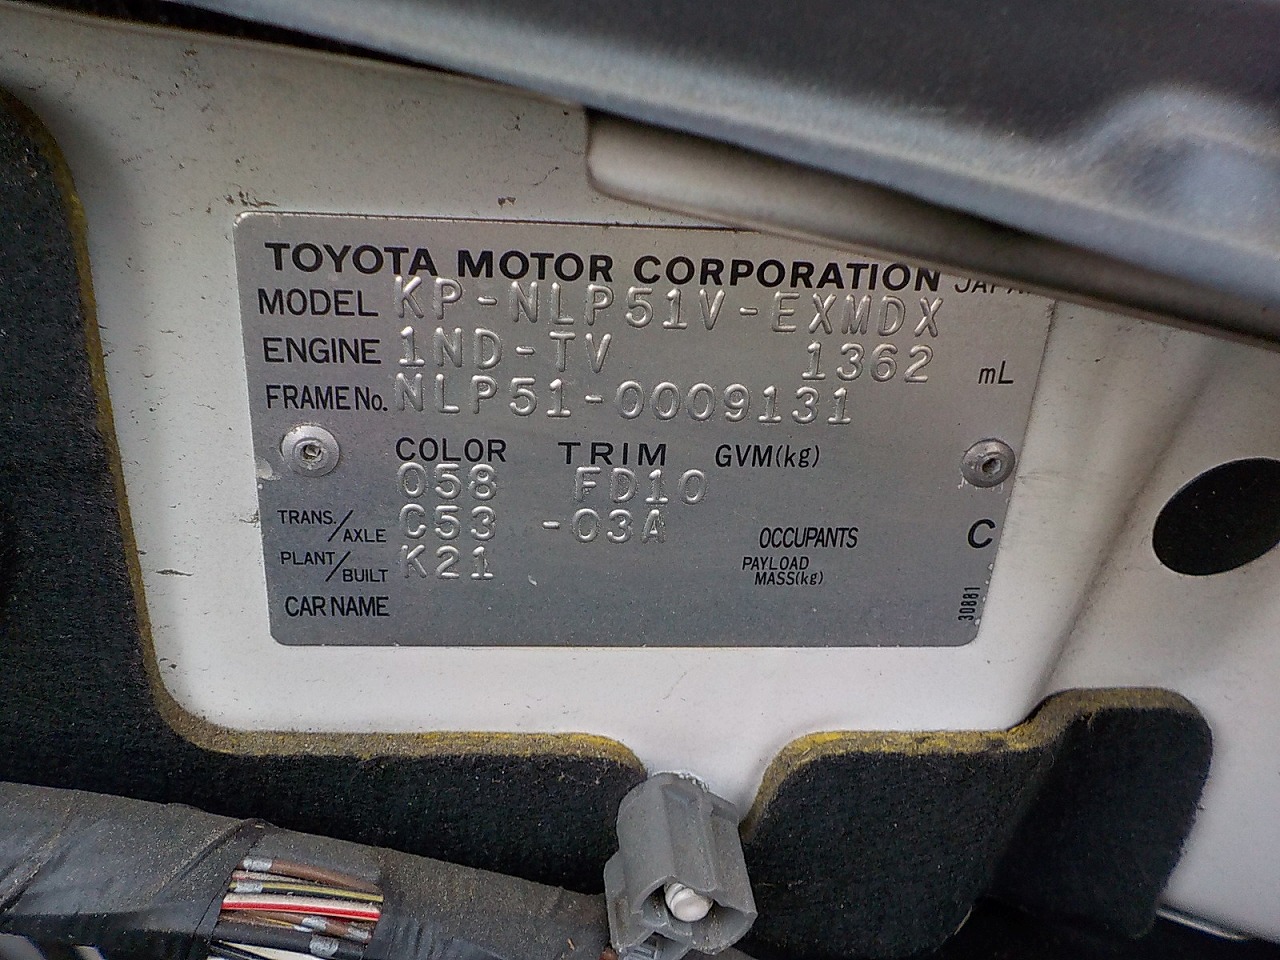 TOYOTA MOTOR CORPORATION
MODEL KP-NLP51V-EXMDX
ENGINE 1ND-TV 1362 mL
FRAME No. NLP51-0009131
COLOR TRIM GVM(kg)
058 FD10
TRANS./AXLE C53 -03A OCCUPANTS C
PLANT/BUILT K21 PAYLOAD MASS(kg)
CAR NAME
30881